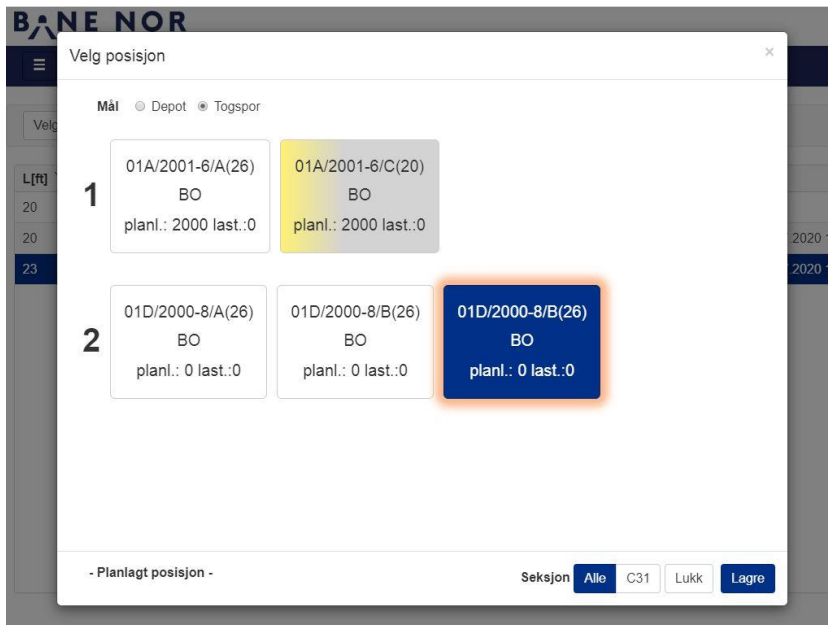 BANE NOR
Velg posisjon ×
Velg
Mål Depot Togspor
L[ft]
20
20 2020 1
23 .2020 1
1
01A/2001-6/A(26)
BO
planl.: 2000 last.:0
01A/2001-6/C(20)
BO
planl.: 2000 last.:0
2
01D/2000-8/A(26)
BO
planl.: 0 last.:0
01D/2000-8/B(26)
BO
planl.: 0 last.:0
01D/2000-8/B(26)
BO
planl.: 0 last.:0
- Planlagt posisjon -
Seksjon Alle C31 Lukk Lagre